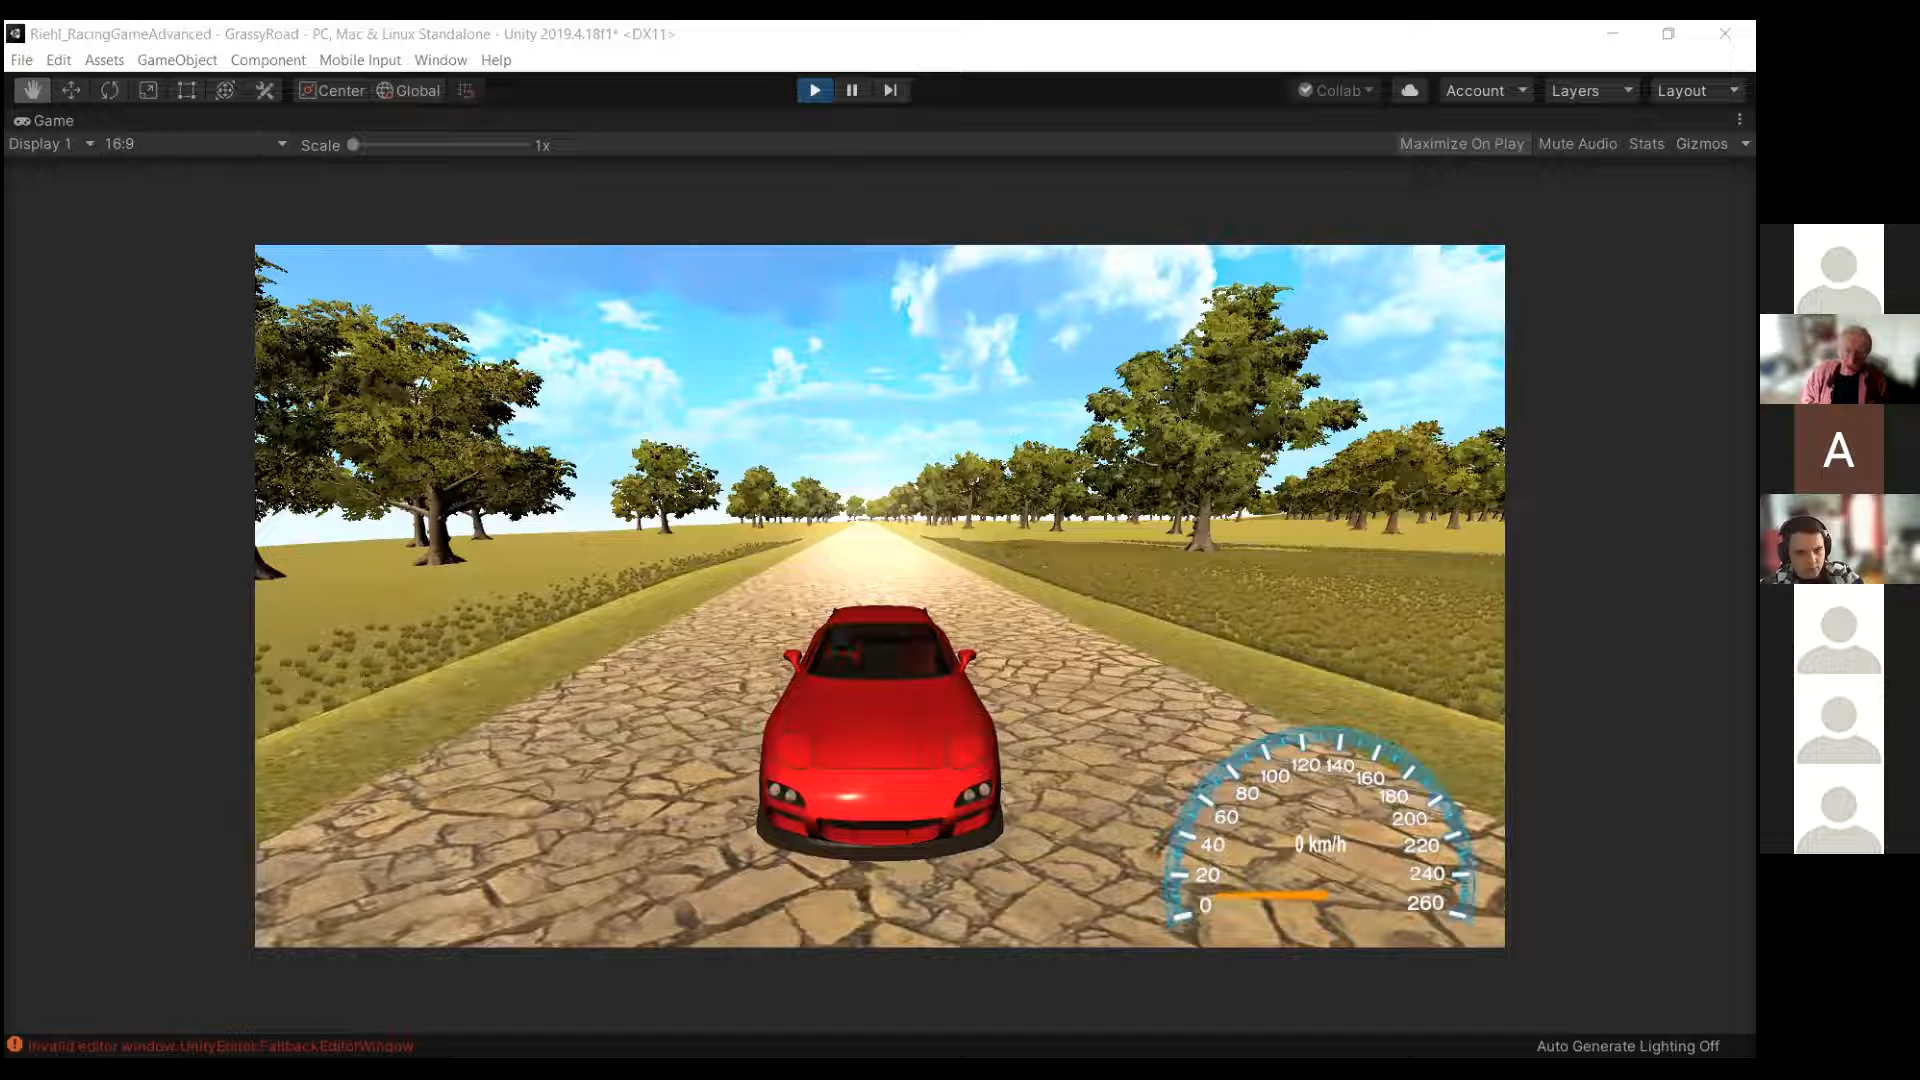 Riehl_RacingGameAdvanced - GrassyRoad - PC, Mac & Linux Standalone - Unity 2019.4.18f1* <DX11>
File Edit Assets GameObject Component Mobile Input Window Help
Center Global Collab Account Layers Layout
Game
Display 1 16:9 Scale 1x Maximize On Play Mute Audio Stats Gizmos
A
0 20 40 60 80 100 120 140 160 180 200 220 240 260
0 km/h
Invalid editor window UnityEditor.FallbackEditorWindow
Auto Generate Lighting Off